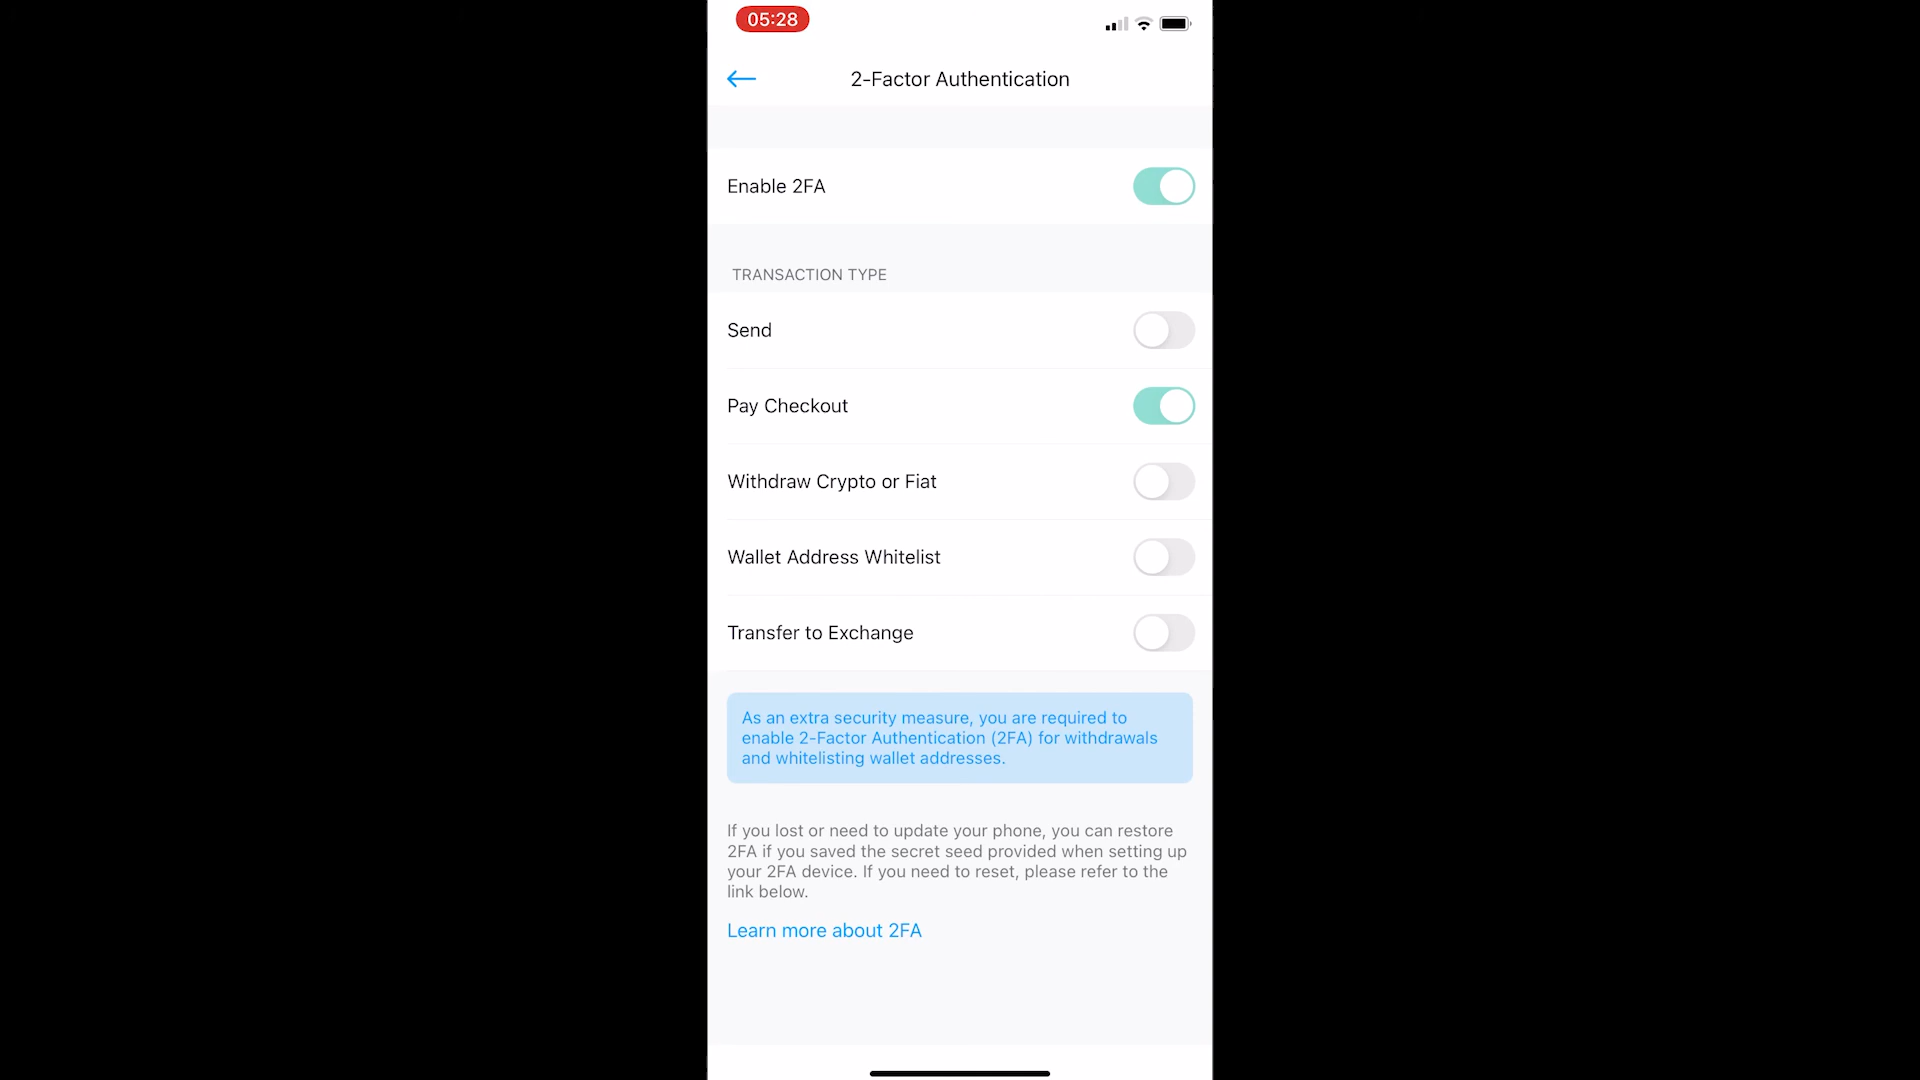 05:28
2-Factor Authentication
Enable 2FA
TRANSACTION TYPE
Send
Pay Checkout
Withdraw Crypto or Fiat
Wallet Address Whitelist
Transfer to Exchange
As an extra security measure, you are required to
enable 2-Factor Authentication (2FA) for withdrawals
and whitelisting wallet addresses.
If you lost or need to update your phone, you can restore
2FA if you saved the secret seed provided when setting up
your 2FA device. If you need to reset, please refer to the
link below.
Learn more about 2FA